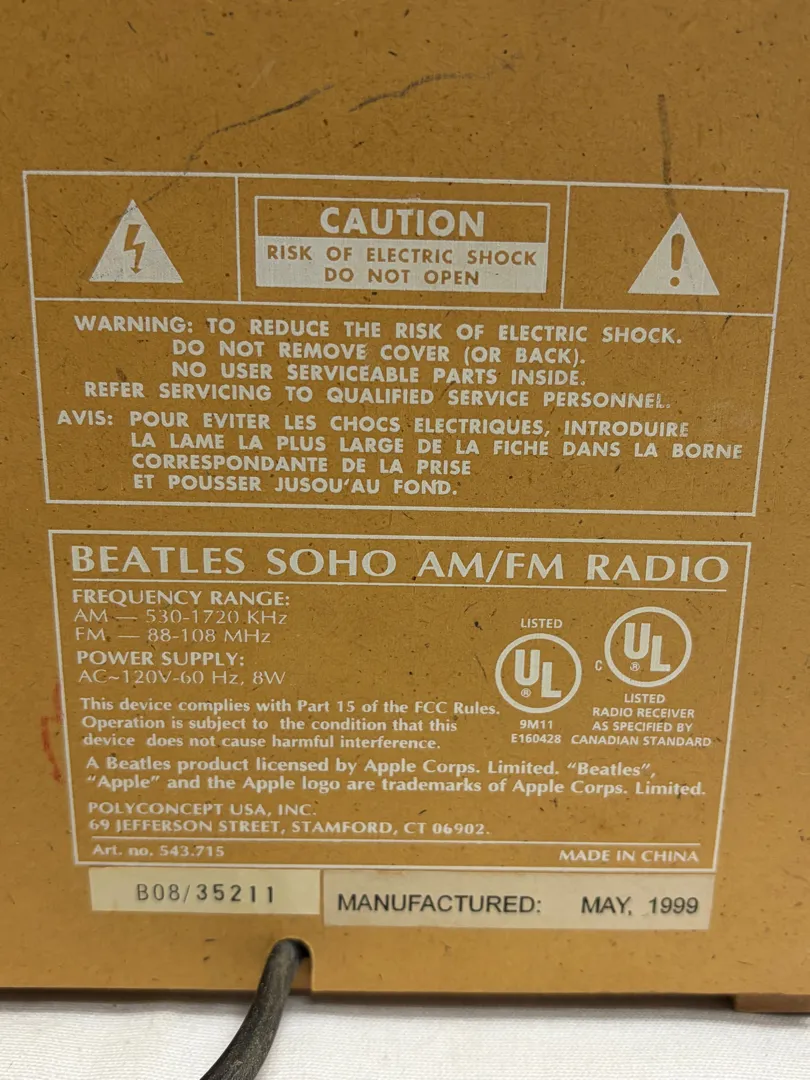 CAUTION
RISK OF ELECTRIC SHOCK
DO NOT OPEN
WARNING: TO REDUCE THE RISK OF ELECTRIC SHOCK.
DO NOT REMOVE COVER (OR BACK).
NO USER SERVICEABLE PARTS INSIDE.
REFER SERVICING TO QUALIFIED SERVICE PERSONNEL.
AVIS: POUR EVITER LES CHOCS ELECTRIQUES, INTRODUIRE
LA LAME LA PLUS LARGE DE LA FICHE DANS LA BORNE
CORRESPONDANTE DE LA PRISE
ET POUSSER JUSOU'AU FOND.
BEATLES SOHO AM/FM RADIO
FREQUENCY RANGE:
AM — 530-1720 KHz
FM — 88-108 MHz
POWER SUPPLY:
AC~120V-60 Hz, 8W
This device complies with Part 15 of the FCC Rules.
Operation is subject to the condition that this
device does not cause harmful interference.
LISTED
UL
®
9M11
E160428
C
UL
®
LISTED
RADIO RECEIVER
AS SPECIFIED BY
CANADIAN STANDARD
A Beatles product licensed by Apple Corps. Limited. "Beatles",
"Apple" and the Apple logo are trademarks of Apple Corps. Limited.
POLYCONCEPT USA, INC.
69 JEFFERSON STREET, STAMFORD, CT 06902.
Art. no. 543.715
MADE IN CHINA
B08/35211
MANUFACTURED: MAY, 1999